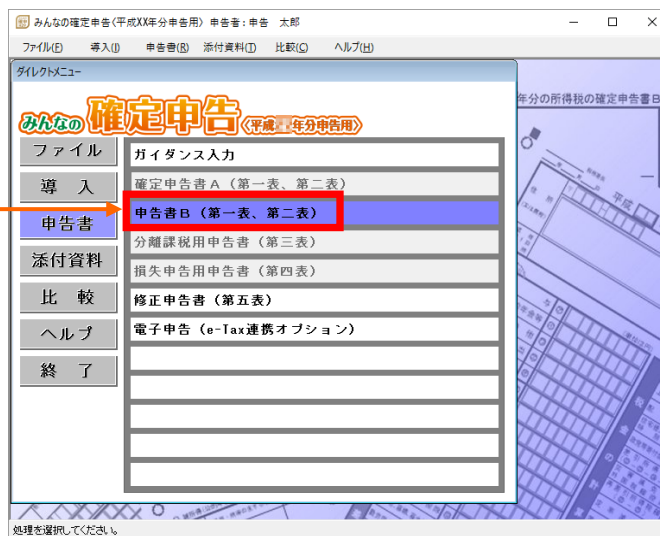 みんなの確定申告〈平成XX年分申告用〉 申告者：申告 太郎
ファイル(F) 導入(I) 申告書(R) 添付資料(T) 比較(C) ヘルプ(H)
ダイレクトメニュー
年分の所得税の確定申告書B
みんなの確定申告〈平成 年分申告用〉
ファイル
導 入
申告書
添付資料
比 較
ヘルプ
終 了
ガイダンス入力
確定申告書A（第一表、第二表）
申告書B（第一表、第二表）
分離課税用申告書（第三表）
損失申告用申告書（第四表）
修正申告書（第五表）
電子申告（e-Tax連携オプション）
平成
処理を選択してください。